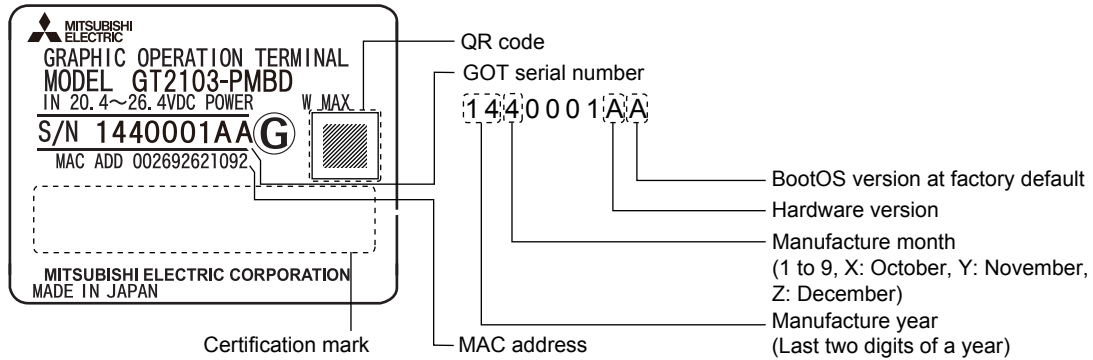 MITSUBISHI
ELECTRIC
GRAPHIC OPERATION TERMINAL
MODEL GT2103-PMBD
IN 20.4~26.4VDC POWER W MAX
S/N 1440001AA G
MAC ADD 002692621092
MITSUBISHI ELECTRIC CORPORATION
MADE IN JAPAN
Certification mark
MAC address
QR code
GOT serial number
1440001AA
BootOS version at factory default
Hardware version
Manufacture month
(1 to 9, X: October, Y: November,
Z: December)
Manufacture year
(Last two digits of a year)